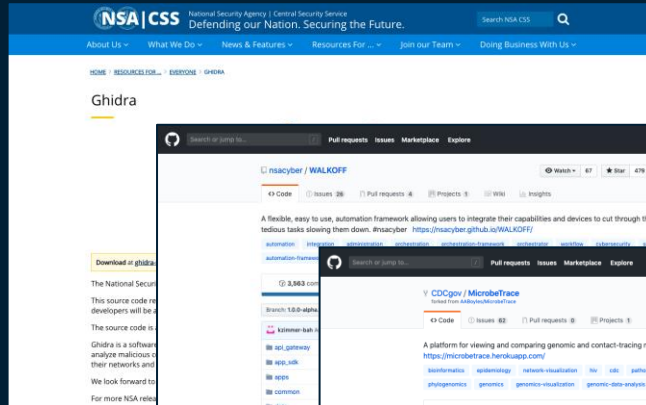 NSA|CSS
National Security Agency | Central Security Service
Defending our Nation. Securing the Future.
Search NSA CSS
About Us
What We Do
News & Features
Resources For ...
Join our Team
Doing Business With Us
HOME / RESOURCES FOR ... / EVERYONE / GHIDRA
Ghidra
Download at ghidra
The National Secur
This source code re
developers will be a
The source code is
Ghidra is a software
analyze malicious c
their networks and
We look forward to
For more NSA relea
Search or jump to...
Pull requests Issues Marketplace Explore
nsacyber / WALKOFF
Watch 67
Star 479
Code
Issues 26
Pull requests 4
Projects 1
Wiki
Insights
A flexible, easy to use, automation framework allowing users to integrate their capabilities and devices to cut through th
tedious tasks slowing them down. #nsacyber https://nsacyber.github.io/WALKOFF/
automation integration administration orchestration orchestration-framework orchestrator workflow cybersecurity
automation-framewo
3,563 com
Branch: 1.0.0-alpha.
kzimmer-bah
api_gateway
app_sdk
apps
common
Search or jump to...
Pull requests Issues Marketplace Explore
CDCgov / MicrobeTrace
forked from AABoyles/MicrobeTrace
Code
Issues 62
Pull requests 0
Projects 1
A platform for viewing and comparing genomic and contact-tracing n
https://microbetrace.herokuapp.com/
bioinformatics epidemiology network-visualization hiv cdc patho
phylogenomics genomics genomics-visualization genomic-data-analysis